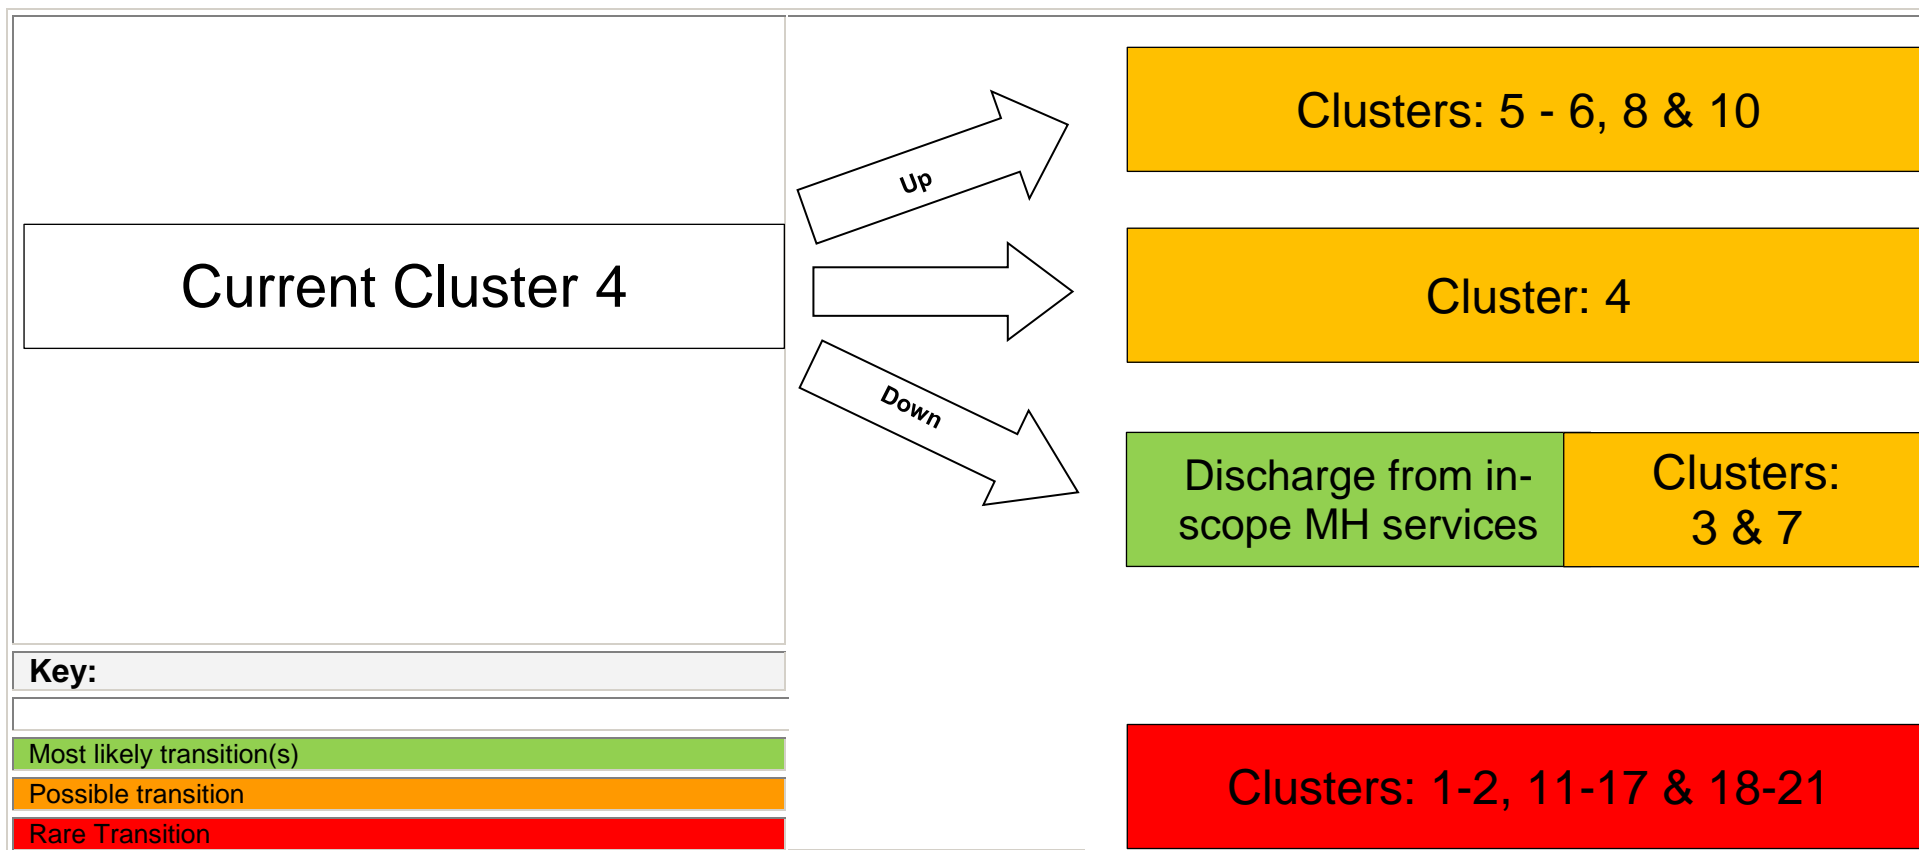 Current Cluster 4
Up
Down
Clusters: 5 - 6, 8 & 10
Cluster: 4
Discharge from in-
scope MH services
Clusters:
3 & 7
Key:
Most likely transition(s)
Possible transition
Rare Transition
Clusters: 1-2, 11-17 & 18-21